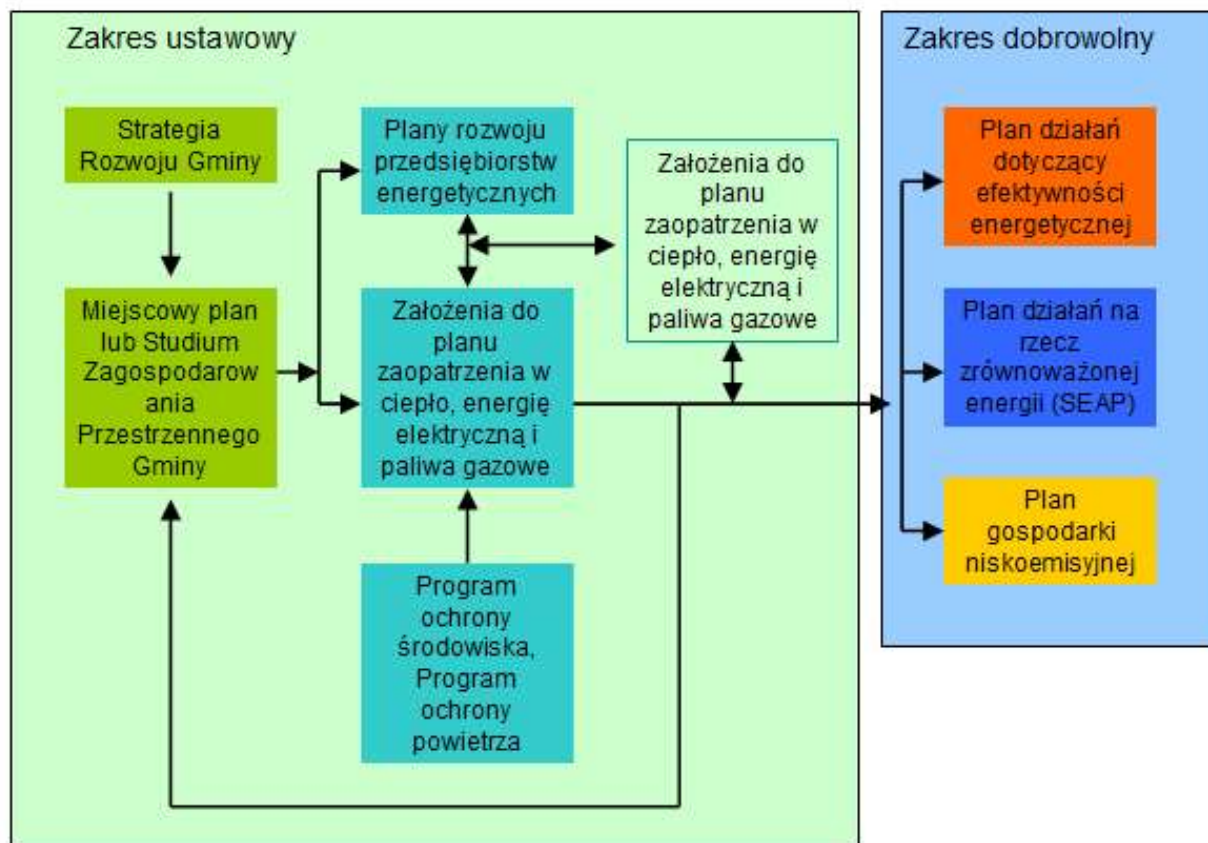 Zakres ustawowy
Strategia
Rozwoju Gminy
Miejscowy plan
lub Studium
Zagospodarow
ania
Przestrzennego
Gminy
Plany rozwoju
przedsiębiorstw
energetycznych
Założenia do
planu
zaopatrzenia w
ciepło, energię
elektryczną i
paliwa gazowe
Program
ochrony
środowiska,
Program
ochrony
powietrza
Założenia do
planu
zaopatrzenia w
ciepło, energię
elektryczną i
paliwa gazowe
Zakres dobrowolny
Plan działań
dotyczący
efektywności
energetycznej
Plan działań na
rzecz
zrównoważonej
energii (SEAP)
Plan
gospodarki
niskoemisyjnej